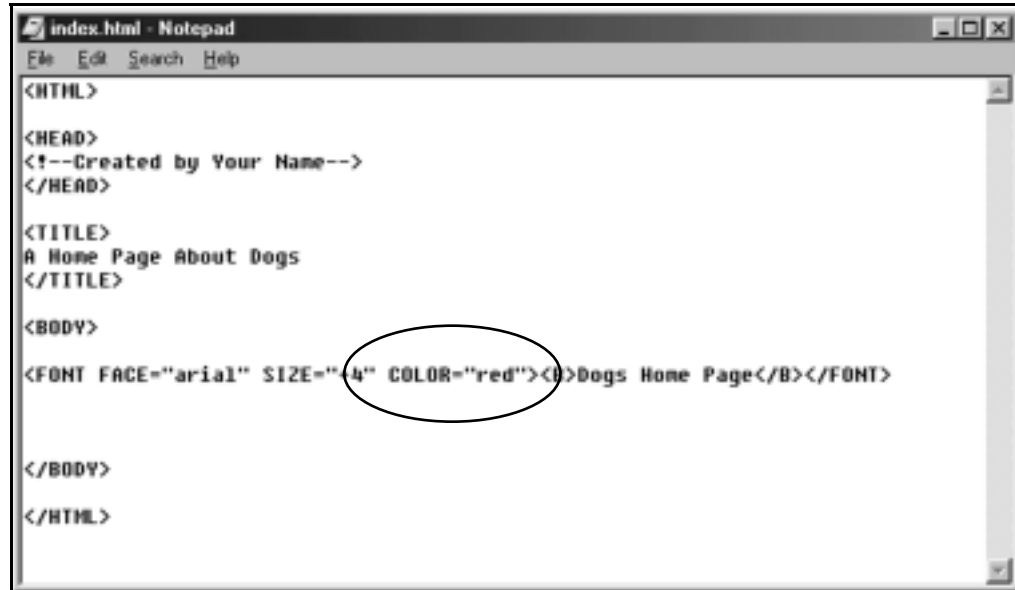 index.html - Notepad
File Edit Search Help
<HTML>
<HEAD>
<!--Created by Your Name-->
</HEAD>
<TITLE>
A Home Page About Dogs
</TITLE>
<BODY>
<FONT FACE="arial" SIZE="+4" COLOR="red"><B>Dogs Home Page</B></FONT>
</BODY>
</HTML>